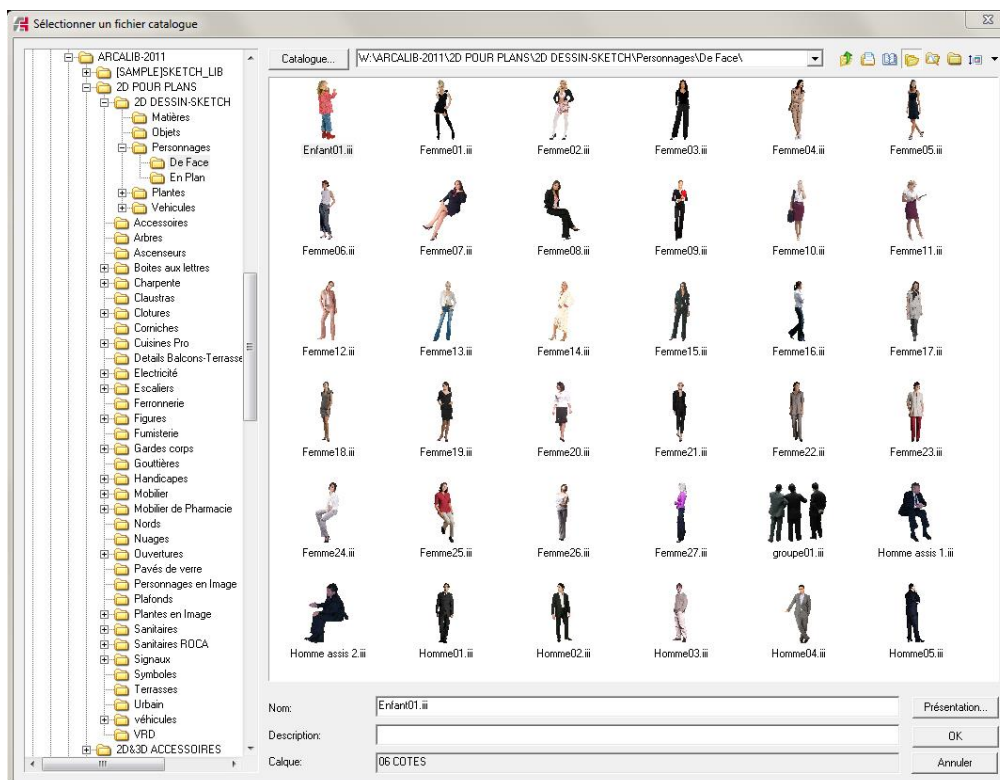 Sélectionner un fichier catalogue
ARCALIB-2011
[SAMPLE]SKETCH_LIB
2D POUR PLANS
2D DESSIN-SKETCH
Matières
Objets
Personnages
De Face
En Plan
Plantes
Vehicules
Accessoires
Arbres
Ascenseurs
Boites aux lettres
Charpente
Claustras
Clotures
Corniches
Cuisines Pro
Details Balcons-Terrasse
Electricité
Escaliers
Ferronnerie
Figures
Fumisterie
Gardes corps
Gouttières
Handicapes
Mobilier
Mobilier de Pharmacie
Nords
Nuages
Ouvertures
Pavés de verre
Personnages en Image
Plafonds
Plantes en Image
Sanitaires
Sanitaires ROCA
Signaux
Symboles
Terrasses
Urbain
véhicules
VRD
2D&3D ACCESSOIRES
Catalogue... W:\ARCALIB-2011\2D POUR PLANS\2D DESSIN-SKETCH\Personnages\De Face\
Enfant01.iii Femme01.iii Femme02.iii Femme03.iii Femme04.iii Femme05.iii
Femme06.iii Femme07.iii Femme08.iii Femme09.iii Femme10.iii Femme11.iii
Femme12.iii Femme13.iii Femme14.iii Femme15.iii Femme16.iii Femme17.iii
Femme18.iii Femme19.iii Femme20.iii Femme21.iii Femme22.iii Femme23.iii
Femme24.iii Femme25.iii Femme26.iii Femme27.iii groupe01.iii Homme assis 1.iii
Homme assis 2.iii Homme01.iii Homme02.iii Homme03.iii Homme04.iii Homme05.iii
Nom: Enfant01.iii Présentation...
Description: OK
Calque: 06 COTES Annuler